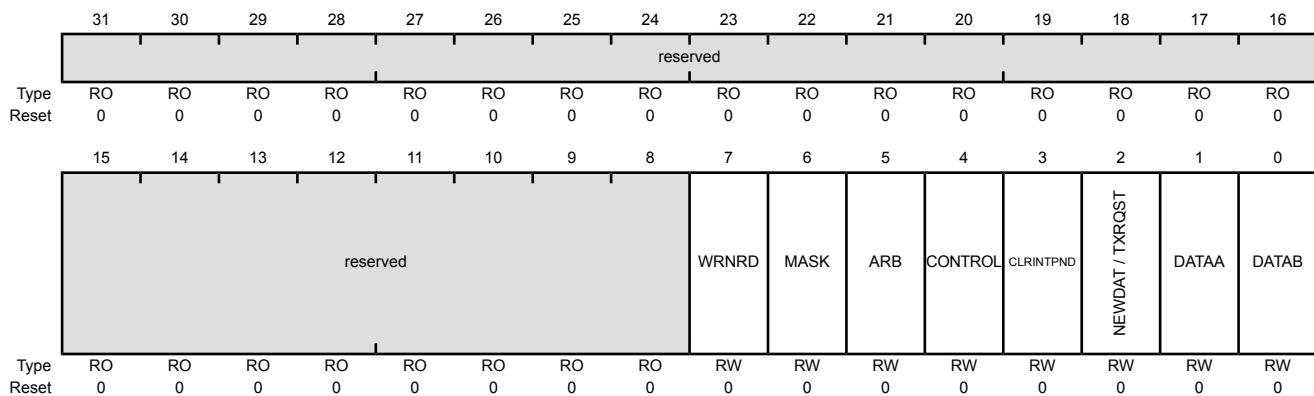 31 30 29 28 27 26 25 24 23 22 21 20 19 18 17 16
reserved
Type RO RO RO RO RO RO RO RO RO RO RO RO RO RO RO RO
Reset 0 0 0 0 0 0 0 0 0 0 0 0 0 0 0 0
15 14 13 12 11 10 9 8 7 6 5 4 3 2 1 0
reserved WRNRD MASK ARB CONTROL CLRINTPND NEWDAT / TXRQST DATAA DATAB
Type RO RO RO RO RO RO RO RO RW RW RW RW RW RW RW RW
Reset 0 0 0 0 0 0 0 0 0 0 0 0 0 0 0 0